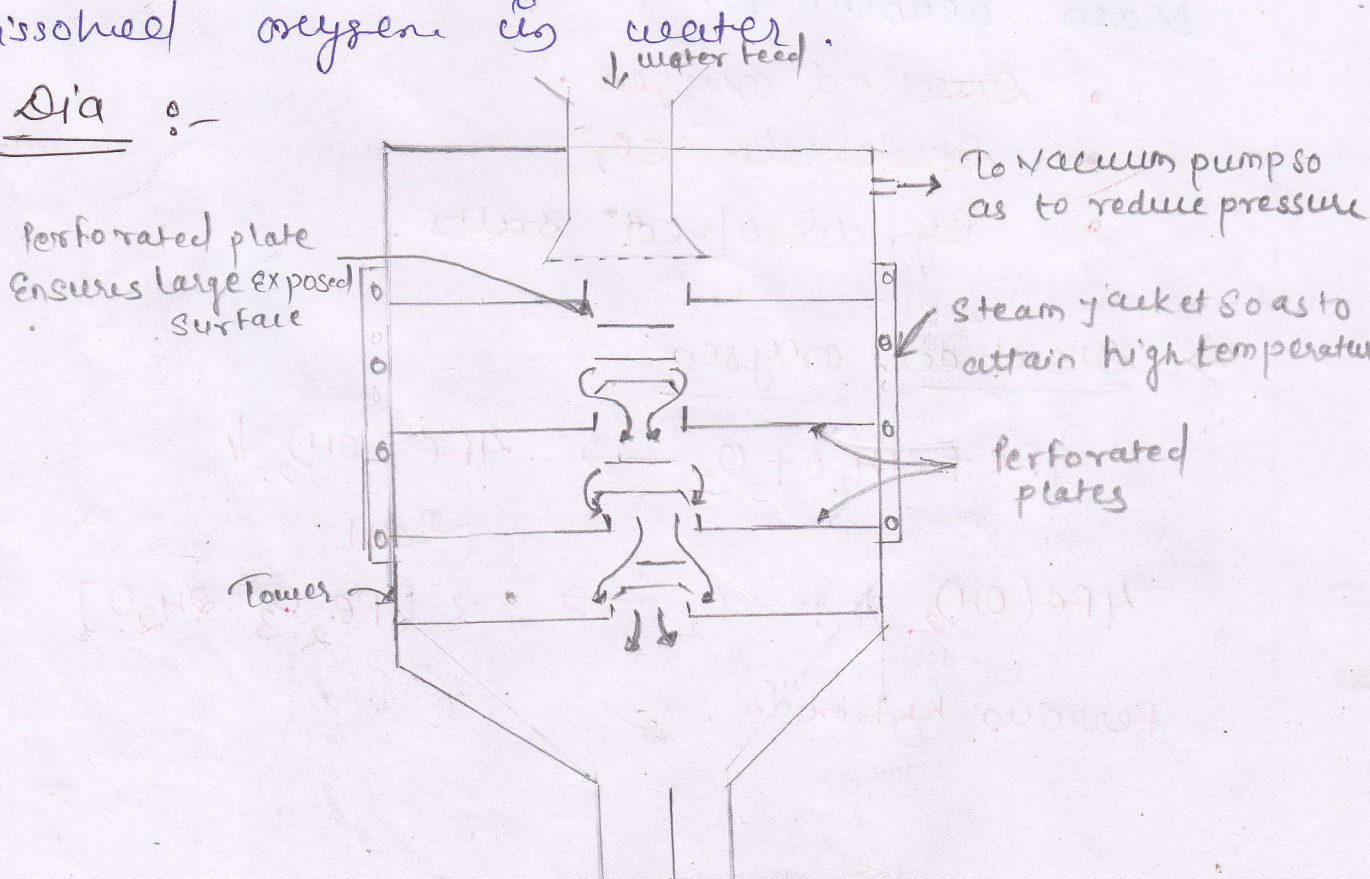 issolved oxygen in water.
water feed
Dia :-
To Vacuum pump so
as to reduce pressure
Perforated plate
Ensures large exposed
surface
Steam jacket so as to
attain high temperatu
Perforated
plates
Tower